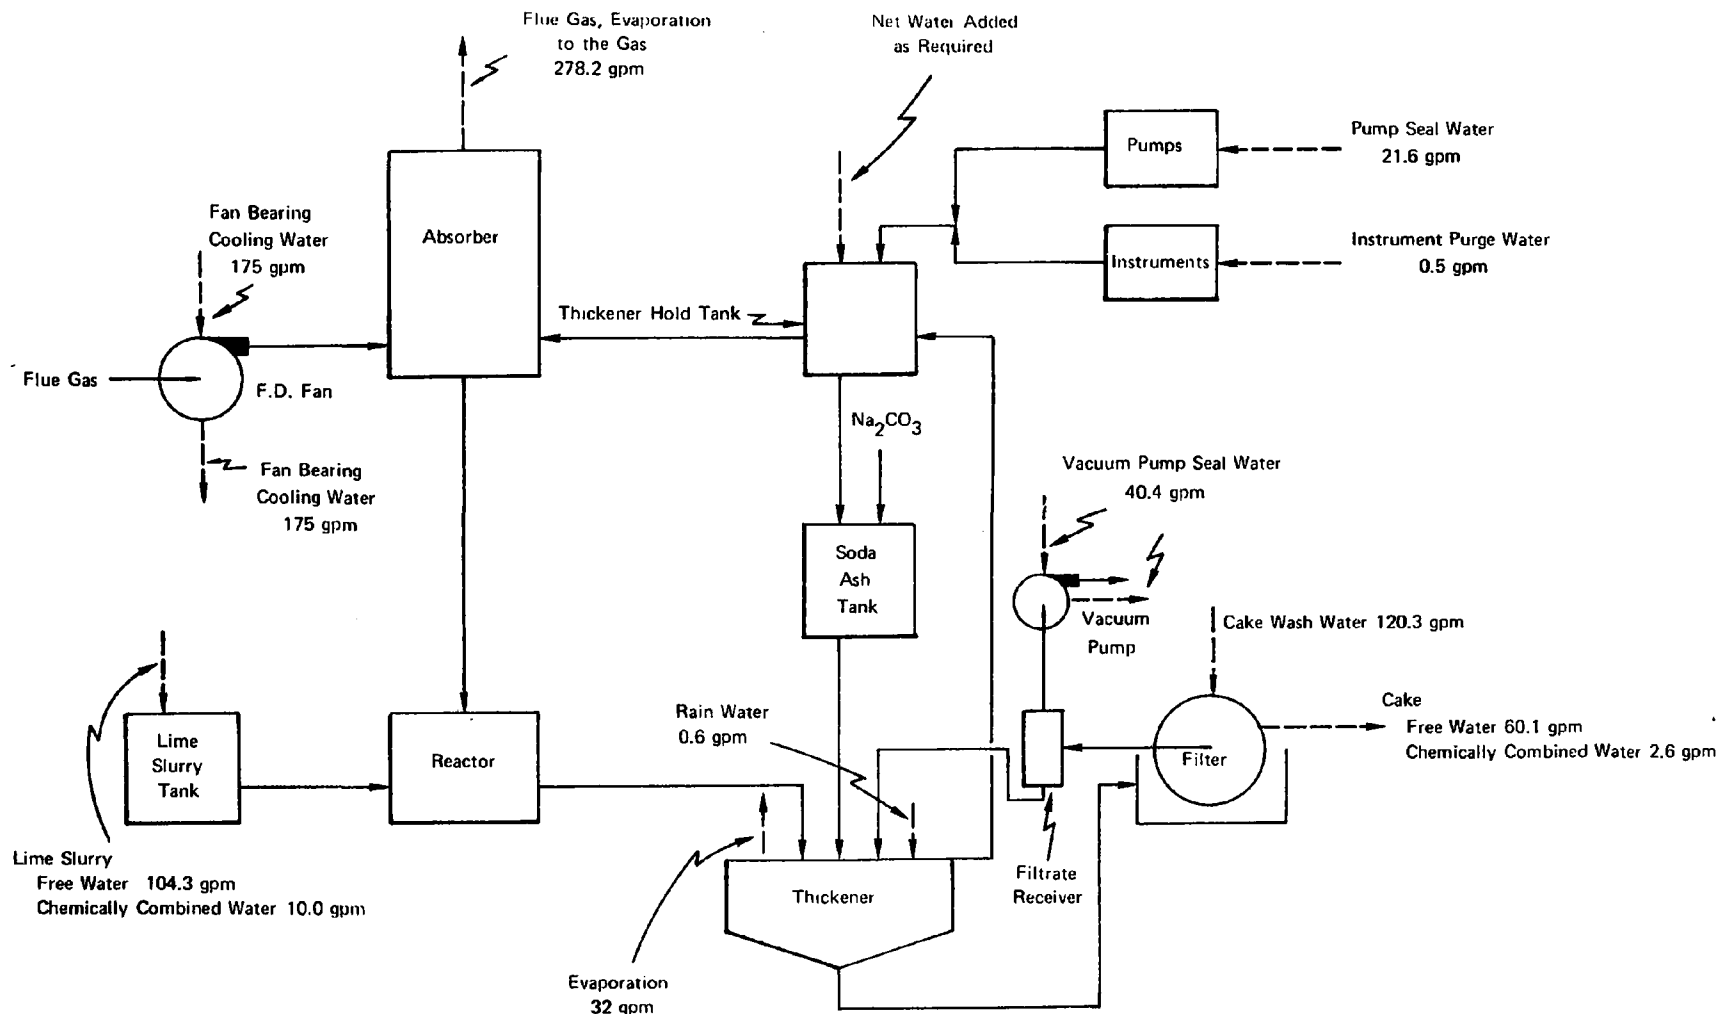 Flue Gas, Evaporation
to the Gas
278.2 gpm
Net Water Added
as Required
Pumps
Pump Seal Water
21.6 gpm
Fan Bearing
Cooling Water
175 gpm
Absorber
Instruments
Instrument Purge Water
0.5 gpm
Thickener Hold Tank
Flue Gas
F.D. Fan
Na2CO3
Fan Bearing
Cooling Water
175 gpm
Vacuum Pump Seal Water
40.4 gpm
Soda
Ash
Tank
Vacuum
Pump
Cake Wash Water 120.3 gpm
Cake
Free Water 60.1 gpm
Chemically Combined Water 2.6 gpm
Rain Water
0.6 gpm
Lime
Slurry
Tank
Reactor
Filter
Lime Slurry
Free Water 104.3 gpm
Chemically Combined Water 10.0 gpm
Thickener
Filtrate
Receiver
Evaporation
32 gpm